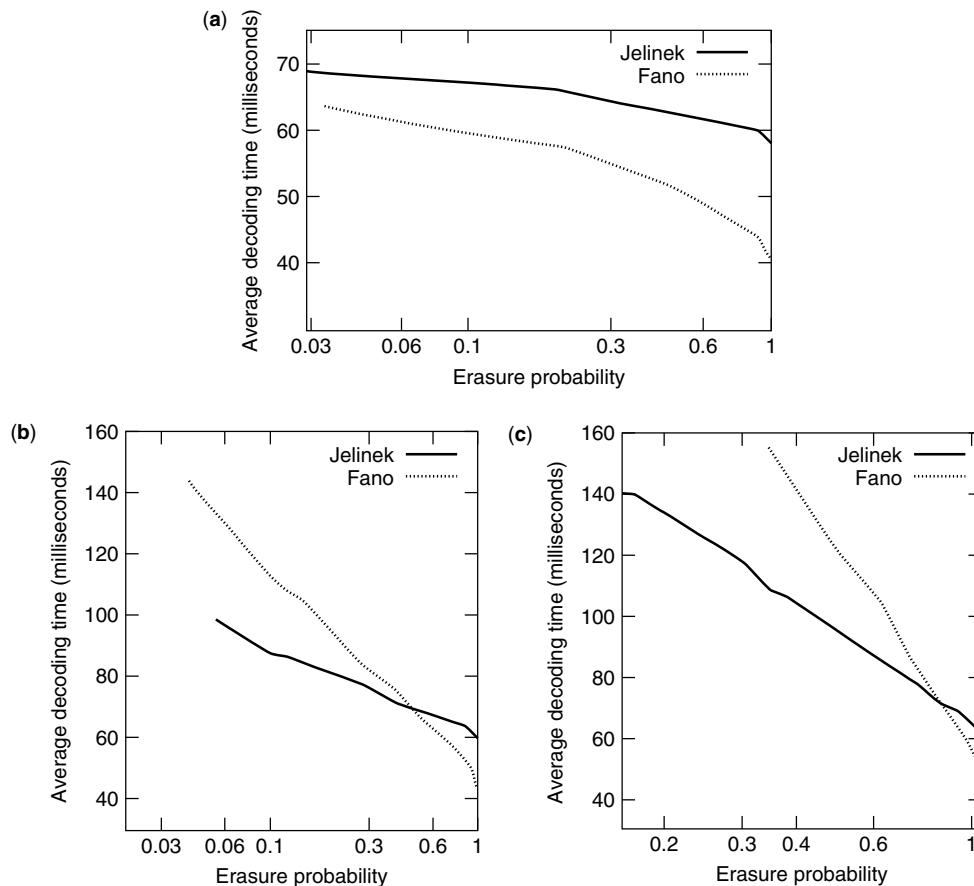 (a)
Average decoding time (milliseconds)
70
60
50
40
Jelinek
Fano
0.03 0.06 0.1 0.3 0.6 1
Erasure probability
(b)
Average decoding time (milliseconds)
160
140
120
100
80
60
40
Jelinek
Fano
0.03 0.06 0.1 0.3 0.6 1
Erasure probability
(c)
Average decoding time (milliseconds)
160
140
120
100
80
60
40
Jelinek
Fano
0.2 0.3 0.4 0.6 1
Erasure probability